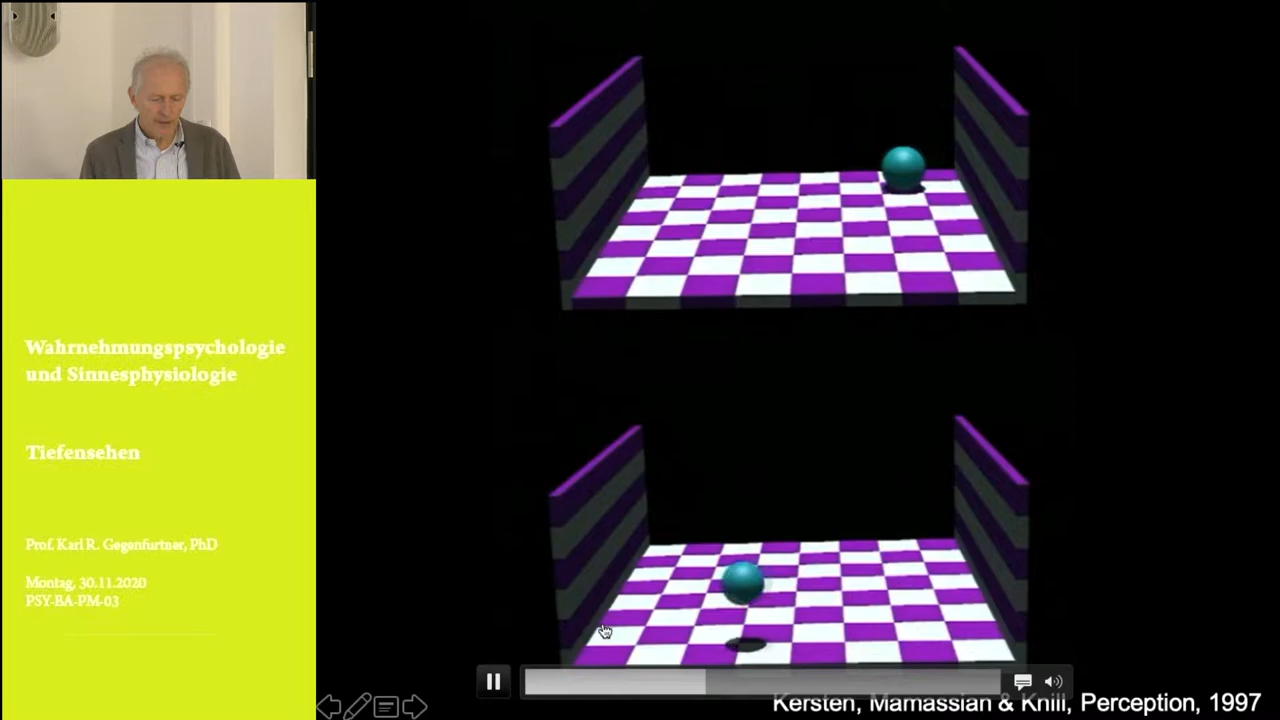 Wahrnehmungspsychologie
und Sinnesphysiologie
Tiefensehen
Prof. Karl R. Gegenfurtner, PhD
Montag, 30.11.2020
PSY-BA-PM-03
Kersten, Mamassian & Knill, Perception, 1997